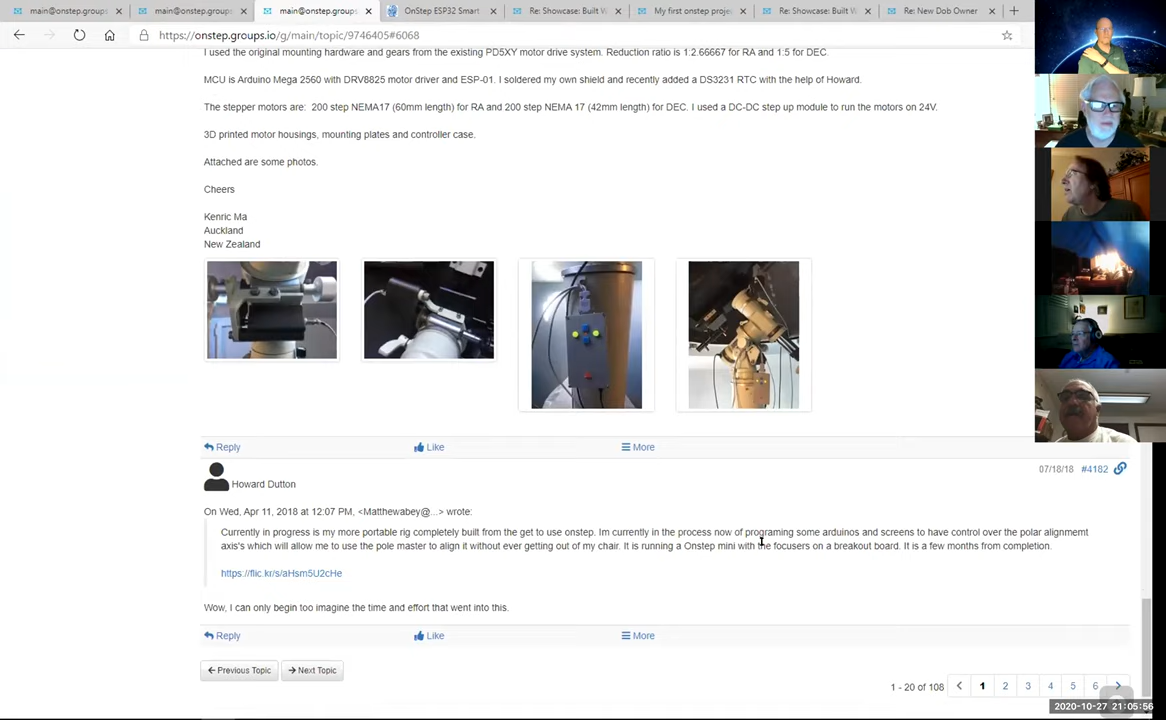 main@onstep.groups
main@onstep.groups
main@onstep.groups
OnStep ESP32 Smart
Re: Showcase: Built W
My first onstep proje
Re: Showcase: Built W
Re: New Dob Owner
https://onstep.groups.io/g/main/topic/9746405#6068
I used the original mounting hardware and gears from the existing PD5XY motor drive system. Reduction ratio is 1:2.66667 for RA and 1:5 for DEC.
MCU is Arduino Mega 2560 with DRV8825 motor driver and ESP-01. I soldered my own shield and recently added a DS3231 RTC with the help of Howard.
The stepper motors are: 200 step NEMA17 (60mm length) for RA and 200 step NEMA 17 (42mm length) for DEC. I used a DC-DC step up module to run the motors on 24V.
3D printed motor housings, mounting plates and controller case.
Attached are some photos.
Cheers
Kenric Ma
Auckland
New Zealand
Reply
Like
More
07/18/18 #4182
Howard Dutton
On Wed, Apr 11, 2018 at 12:07 PM, <Matthewabey@...> wrote:
Currently in progress is my more portable rig completely built from the get to use onstep. Im currently in the process now of programing some arduinos and screens to have control over the polar alignmemt
axis's which will allow me to use the pole master to align it without ever getting out of my chair. It is running a Onstep mini with the focusers on a breakout board. It is a few months from completion.
https://flic.kr/s/aHsm5U2cHe
Wow, I can only begin too imagine the time and effort that went into this.
Reply
Like
More
Previous Topic
Next Topic
1 - 20 of 108
1 2 3 4 5 6
2020-10-27 21:05:56